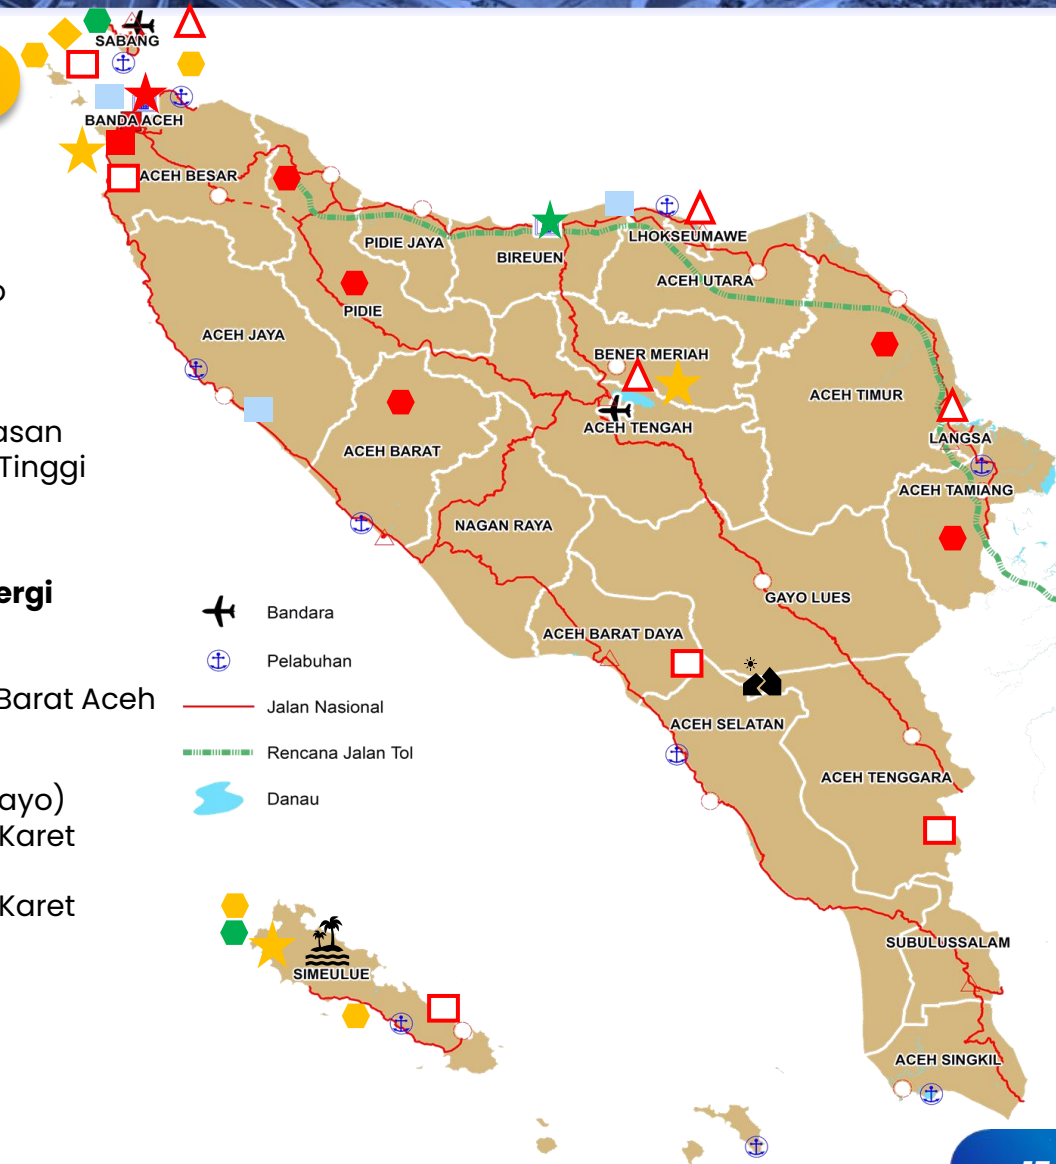 SABANG
BANDA ACEH
ACEH BESAR
PIDIE JAYA
BIREUEN
LHOKSEUMAWE
ACEH UTARA
PIDIE
ACEH JAYA
BENER MERIAH
ACEH TIMUR
ACEH TENGAH
LANGSA
ACEH BARAT
ACEH TAMIANG
NAGAN RAYA
GAYO LUES
ACEH BARAT DAYA
ACEH SELATAN
ACEH TENGGARA
SUBULUSSALAM
SIMEULUE
ACEH SINGKIL
Bandara
Pelabuhan
Jalan Nasional
Rencana Jalan Tol
Danau
o
asan
Tinggi
ergi
Barat Aceh
ayo)
Karet
Karet